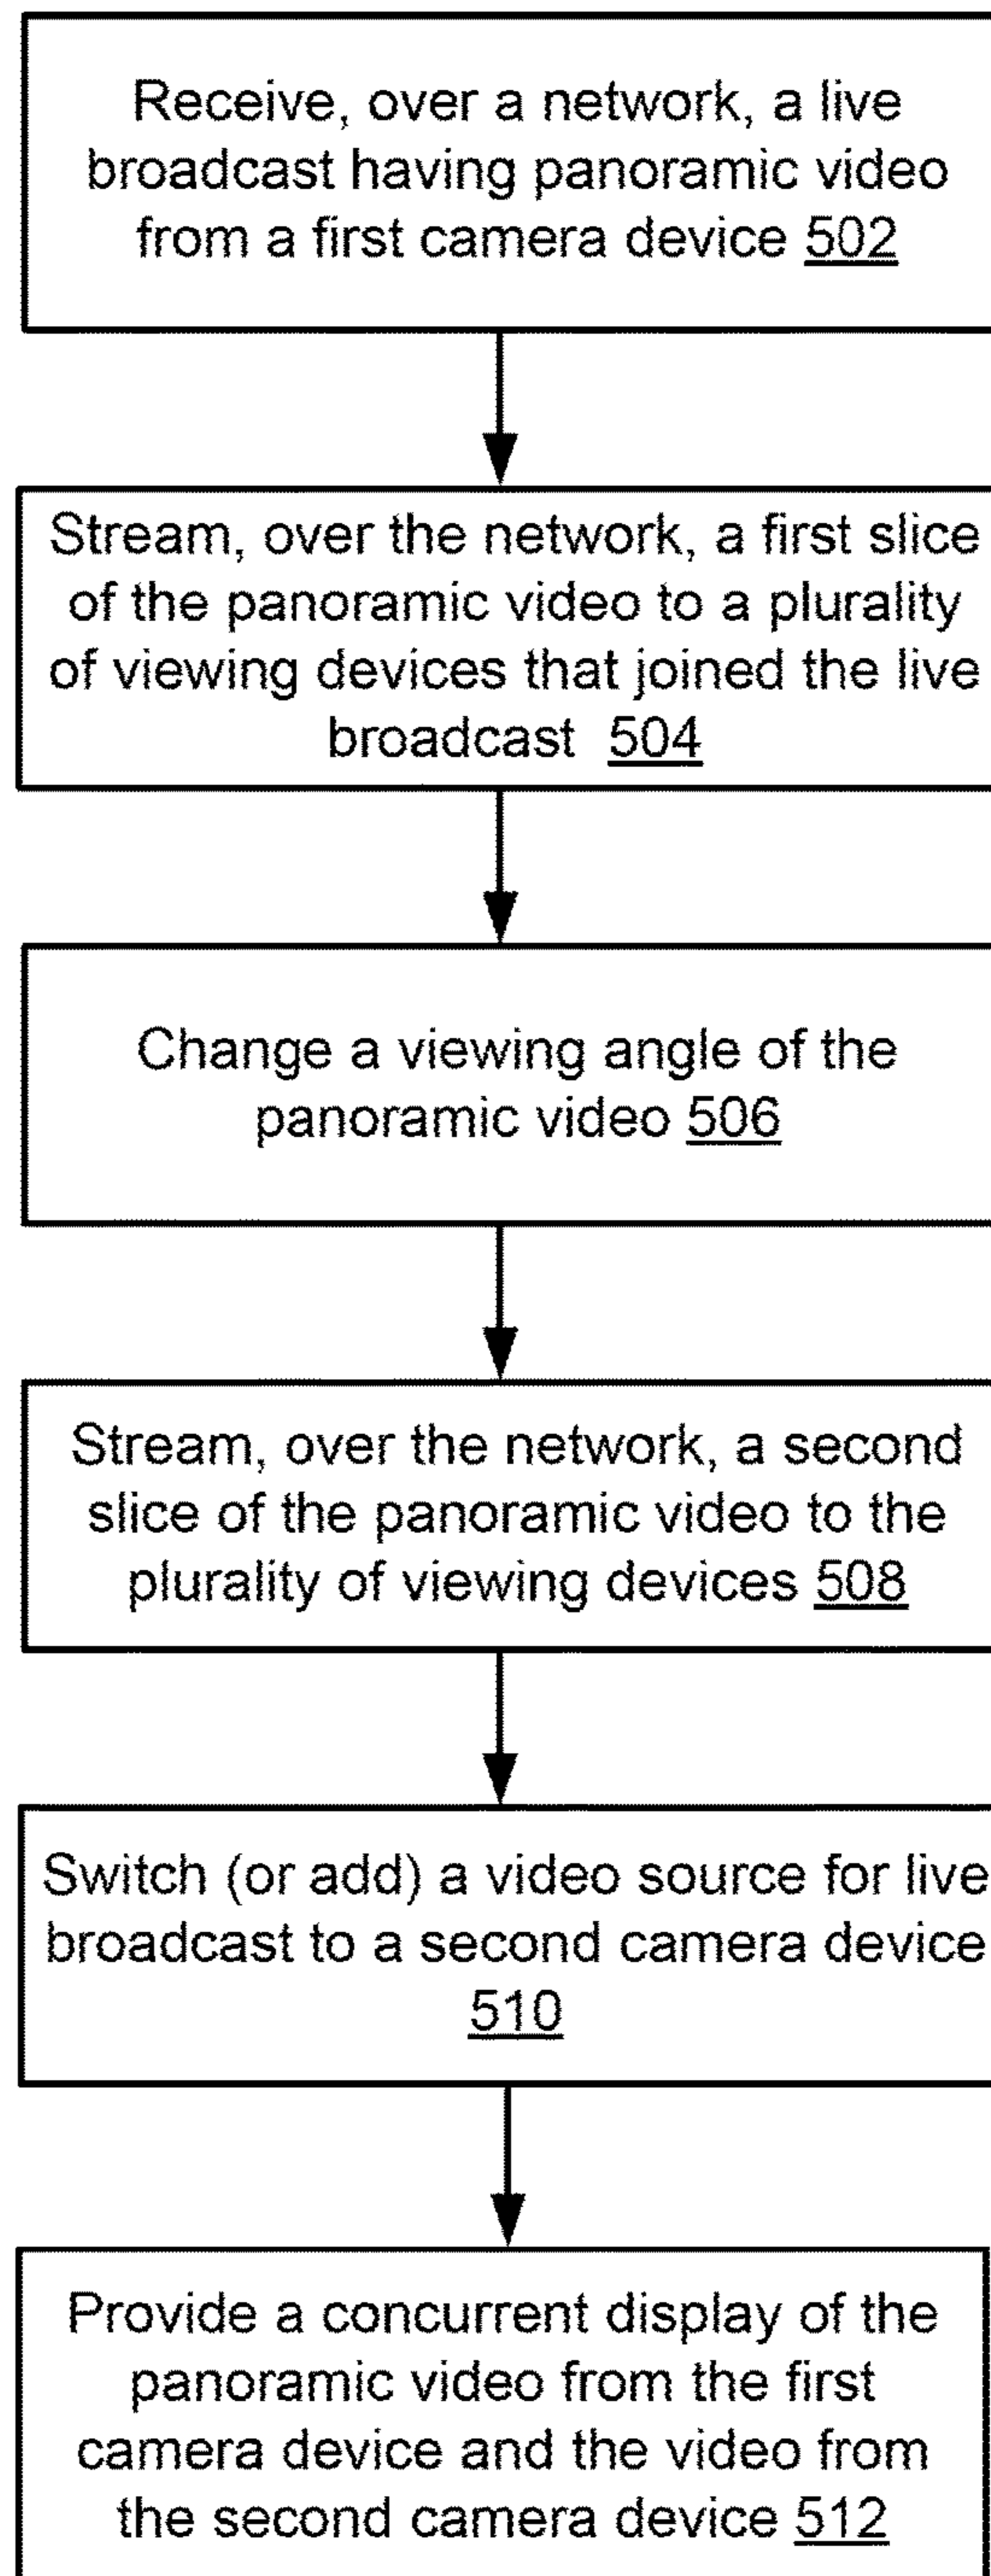 Receive, over a network, a live
broadcast having panoramic video
from a first camera device 502
Stream, over the network, a first slice
of the panoramic video to a plurality
of viewing devices that joined the live
broadcast 504
Change a viewing angle of the
panoramic video 506
Stream, over the network, a second
slice of the panoramic video to the
plurality of viewing devices 508
Switch (or add) a video source for live
broadcast to a second camera device
510
Provide a concurrent display of the
panoramic video from the first
camera device and the video from
the second camera device 512